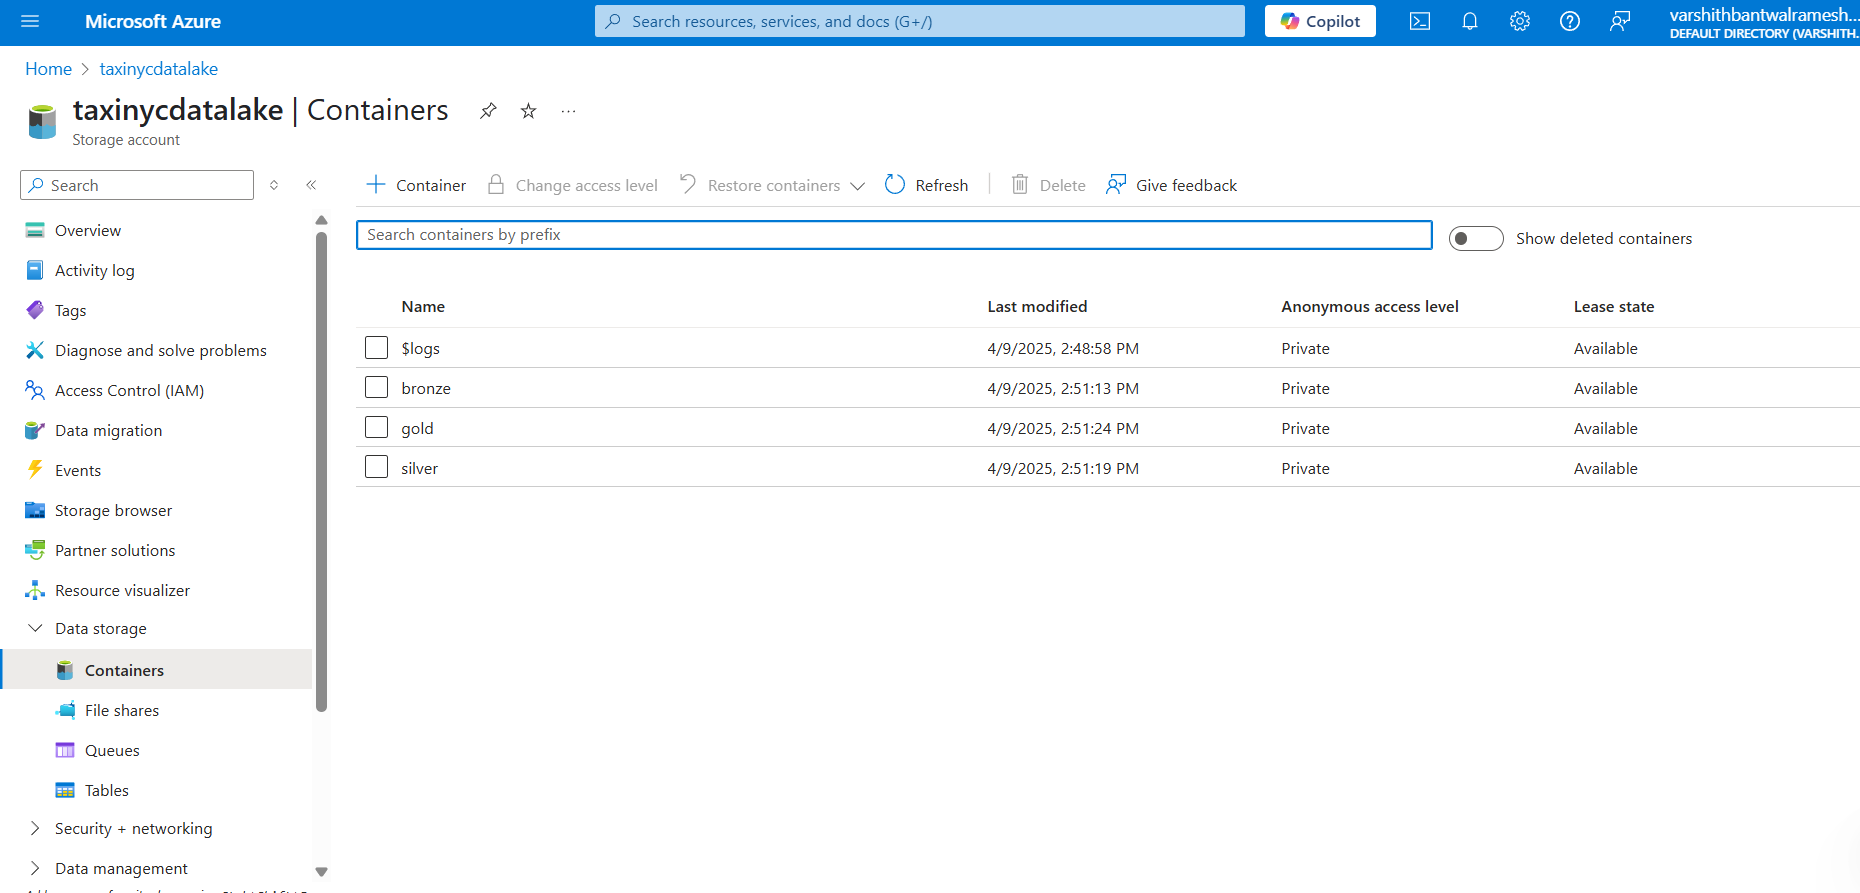 Microsoft Azure
Search resources, services, and docs (G+/)
Copilot
varshithbantwalramesh...
DEFAULT DIRECTORY (VARSHITH.
Home > taxinycdatalake
taxinycdatalake | Containers
Storage account
Search
Container
Change access level
Restore containers
Refresh
Delete
Give feedback
Search containers by prefix
Show deleted containers
Overview
Activity log
Tags
Diagnose and solve problems
Access Control (IAM)
Data migration
Events
Storage browser
Partner solutions
Resource visualizer
Data storage
Containers
File shares
Queues
Tables
Security + networking
Data management
Name Last modified Anonymous access level Lease state
$logs 4/9/2025, 2:48:58 PM Private Available
bronze 4/9/2025, 2:51:13 PM Private Available
gold 4/9/2025, 2:51:24 PM Private Available
silver 4/9/2025, 2:51:19 PM Private Available